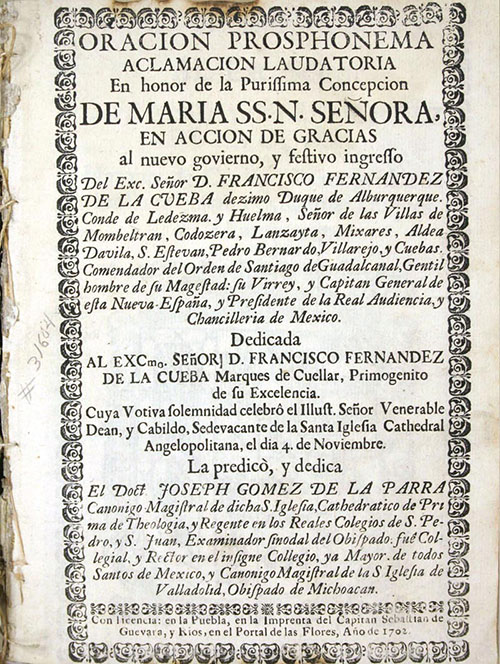 ORACION PROSPHONEMA
ACLAMACION LAUDATORIA
En honor de la Purissima Concepcion
DE MARIA SS·N· SEÑORA,
EN ACCION DE GRACIAS
al nuevo govierno, y festivo ingresso
Del Exc. Señor D. FRANCISCO FERNANDEZ
DE LA CUEBA dezimo Duque de Alburquerque.
Conde de Ledezma. y Huelma, Señor de las Villas de
Mombeltran, Codozera, Lanzayta, Mixares, Aldea
Davila, S. Estevan, Pedro Bernardo, Villarejo, y Cuebas.
Comendador del Orden de Santiago de Guadalcanal, Gentil
hombre de su Magestad: su Virrey, y Capitan General de
esta Nueva-España, y Presidente de la Real Audiencia, y
Chancilleria de Mexico.
Dedicada
AL EXCmo. SEÑOR] D. FRANCISCO FERNANDEZ
DE LA CUEBA Marques de Cuellar, Primogenito
de su Excelencia.
Cuya Votiva solemnidad celebrò el Illust. Señor Venerable
Dean, y Cabildo, Sedevacante de la Santa Iglesia Cathedral
Angelopolitana, el dia 4. de Noviembre.
La predicò, y dedica
El Doct. JOSEPH GOMEZ DE LA PARRA
Canonigo Magistral de dicha S. Iglesia, Cathedratico de Pri
ma de Theologia, y Regente en los Reales Colegios de S. Pe-
dro, y S. Juan, Examinador sinodal del Obispado. fué Col-
legial, y Rector en el insigne Collegio, ya Mayor. de todos
Santos de Mexico, y Canonigo Magistral de la S Iglesia de
Valladolid, Obispado de Michoacan.
Con licencia: en la Puebla, en la Imprenta del Capitan Sebastian de
Guevara, y Rios, en el Portal de las Flores, Año de 1702.
# 31684